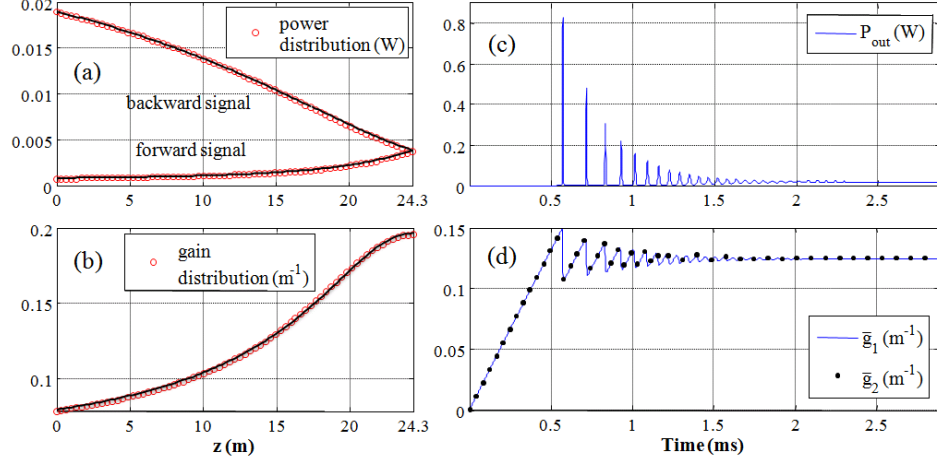 0.02
0.015
0.01
0.005
0
0 5 10 15 20 24.3
(a)
power
distribution (W)
backward signal
forward signal
0.8
0.6
0.4
0.2
0
0.5 1 1.5 2 2.5
(c)
P_out (W)
0.2
0.15
0.1
0 5 10 15 20 24.3
(b)
gain
distribution (m⁻¹)
z (m)
0.15
0.1
0.05
0
0.5 1 1.5 2 2.5
(d)
g̅₁ (m⁻¹)
g̅₂ (m⁻¹)
Time (ms)